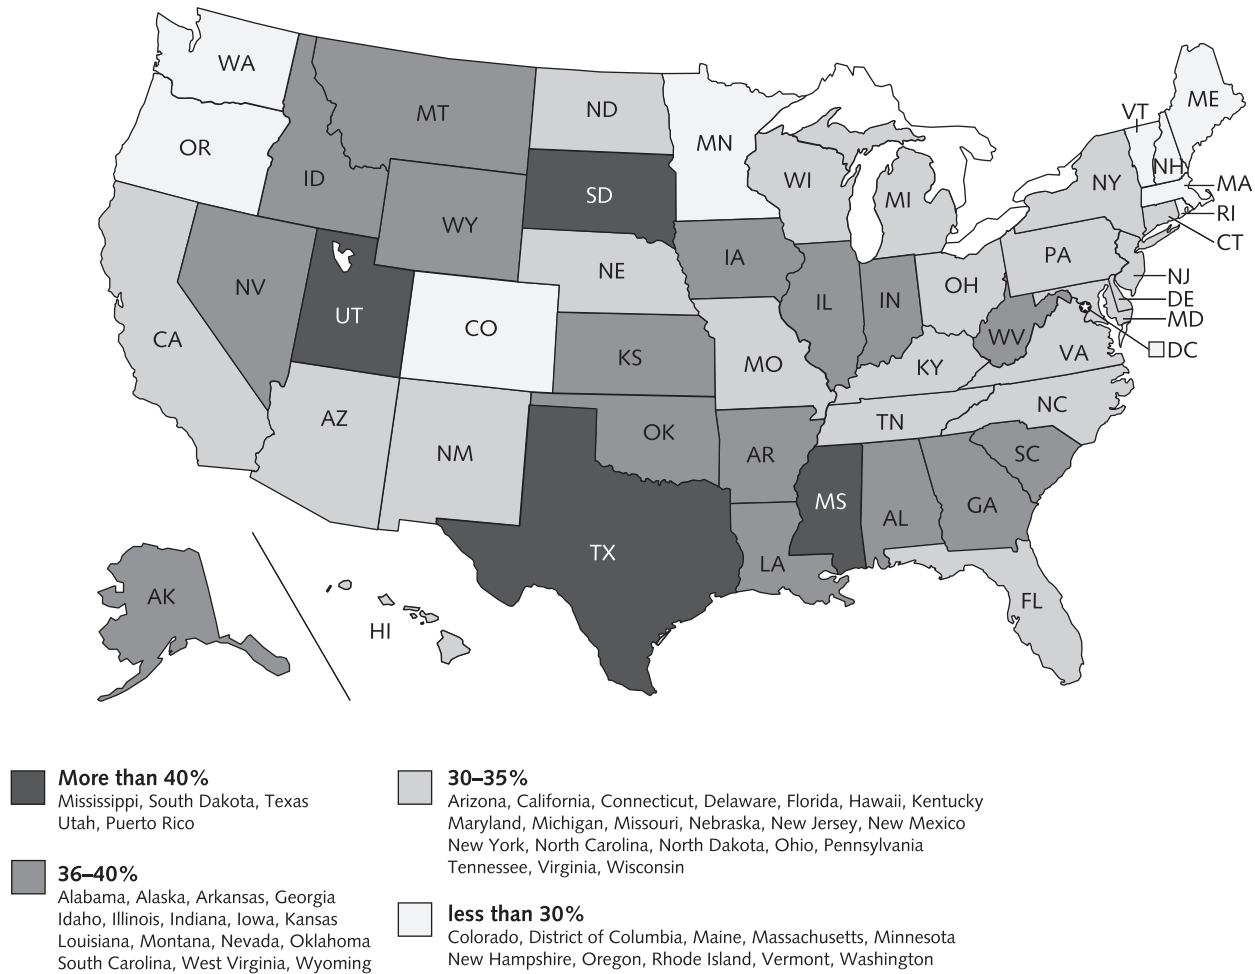 WA
MT
ND
MN
VT
ME
OR
ID
SD
WI
MI
NY
NH
MA
RI
CT
WY
NE
IA
PA
NJ
NV
UT
CO
IL
IN
OH
DE
MD
WV
DC
CA
KS
MO
KY
VA
AZ
NM
OK
AR
TN
NC
SC
TX
MS
AL
GA
LA
FL
AK
HI
More than 40%
Mississippi, South Dakota, Texas
Utah, Puerto Rico
36–40%
Alabama, Alaska, Arkansas, Georgia
Idaho, Illinois, Indiana, Iowa, Kansas
Louisiana, Montana, Nevada, Oklahoma
South Carolina, West Virginia, Wyoming
30–35%
Arizona, California, Connecticut, Delaware, Florida, Hawaii, Kentucky
Maryland, Michigan, Missouri, Nebraska, New Jersey, New Mexico
New York, North Carolina, North Dakota, Ohio, Pennsylvania
Tennessee, Virginia, Wisconsin
less than 30%
Colorado, District of Columbia, Maine, Massachusetts, Minnesota
New Hampshire, Oregon, Rhode Island, Vermont, Washington